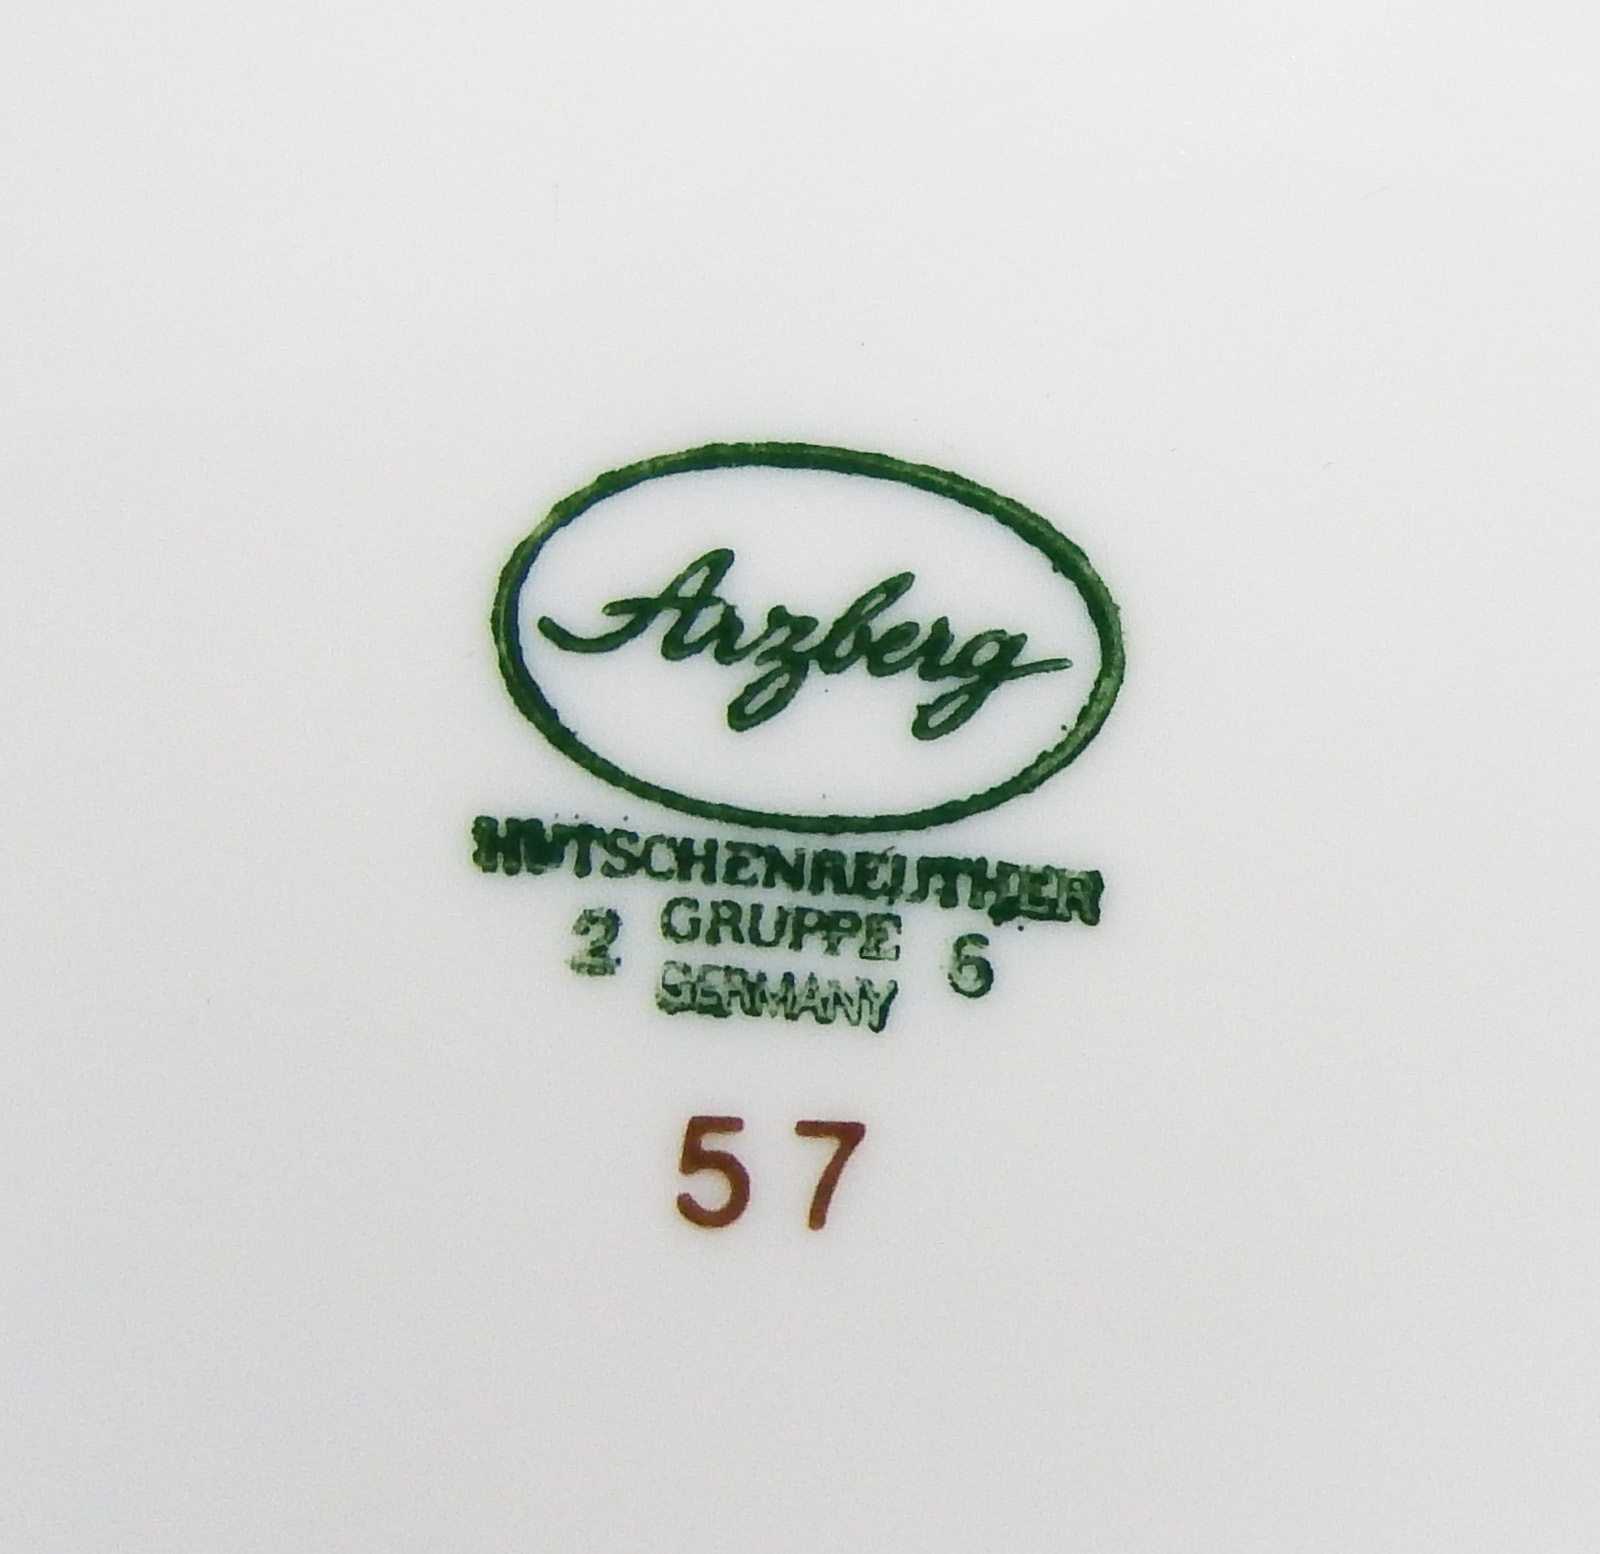 Arzberg
HUTSCHENREUTHER
2 GRUPPE 6
GERMANY
57